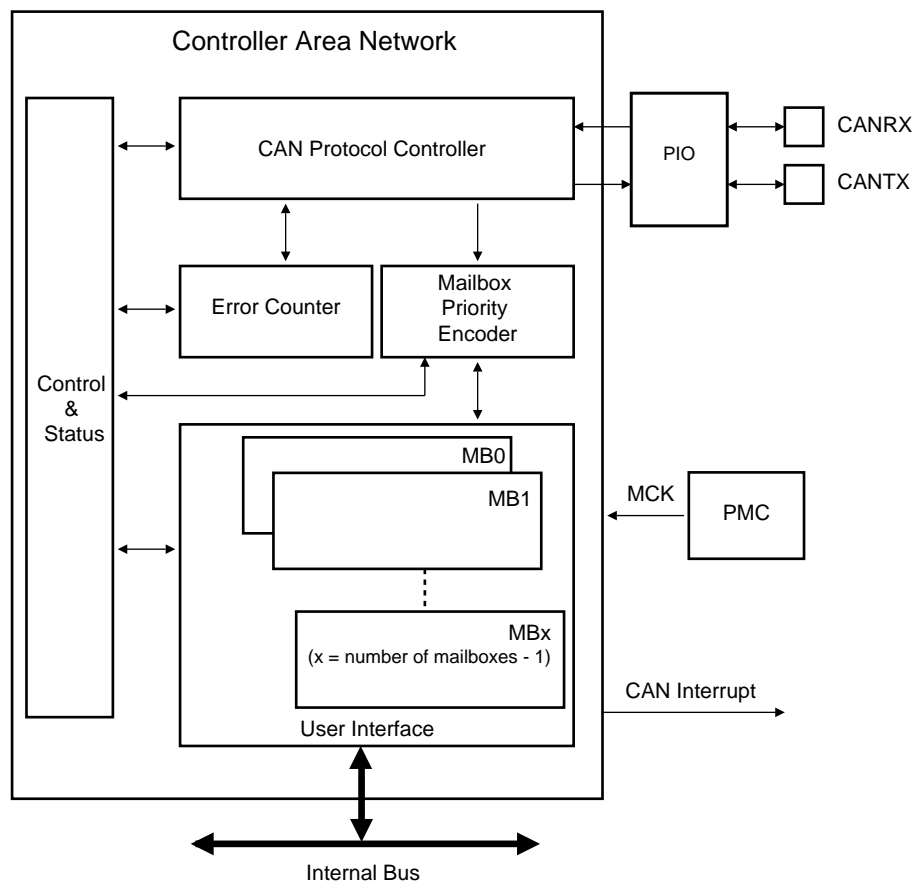 Controller Area Network
CAN Protocol Controller
PIO
CANRX
CANTX
Error Counter
Mailbox
Priority
Encoder
Control
&
Status
MB0
MB1
MCK
PMC
MBx
(x = number of mailboxes - 1)
CAN Interrupt
User Interface
Internal Bus